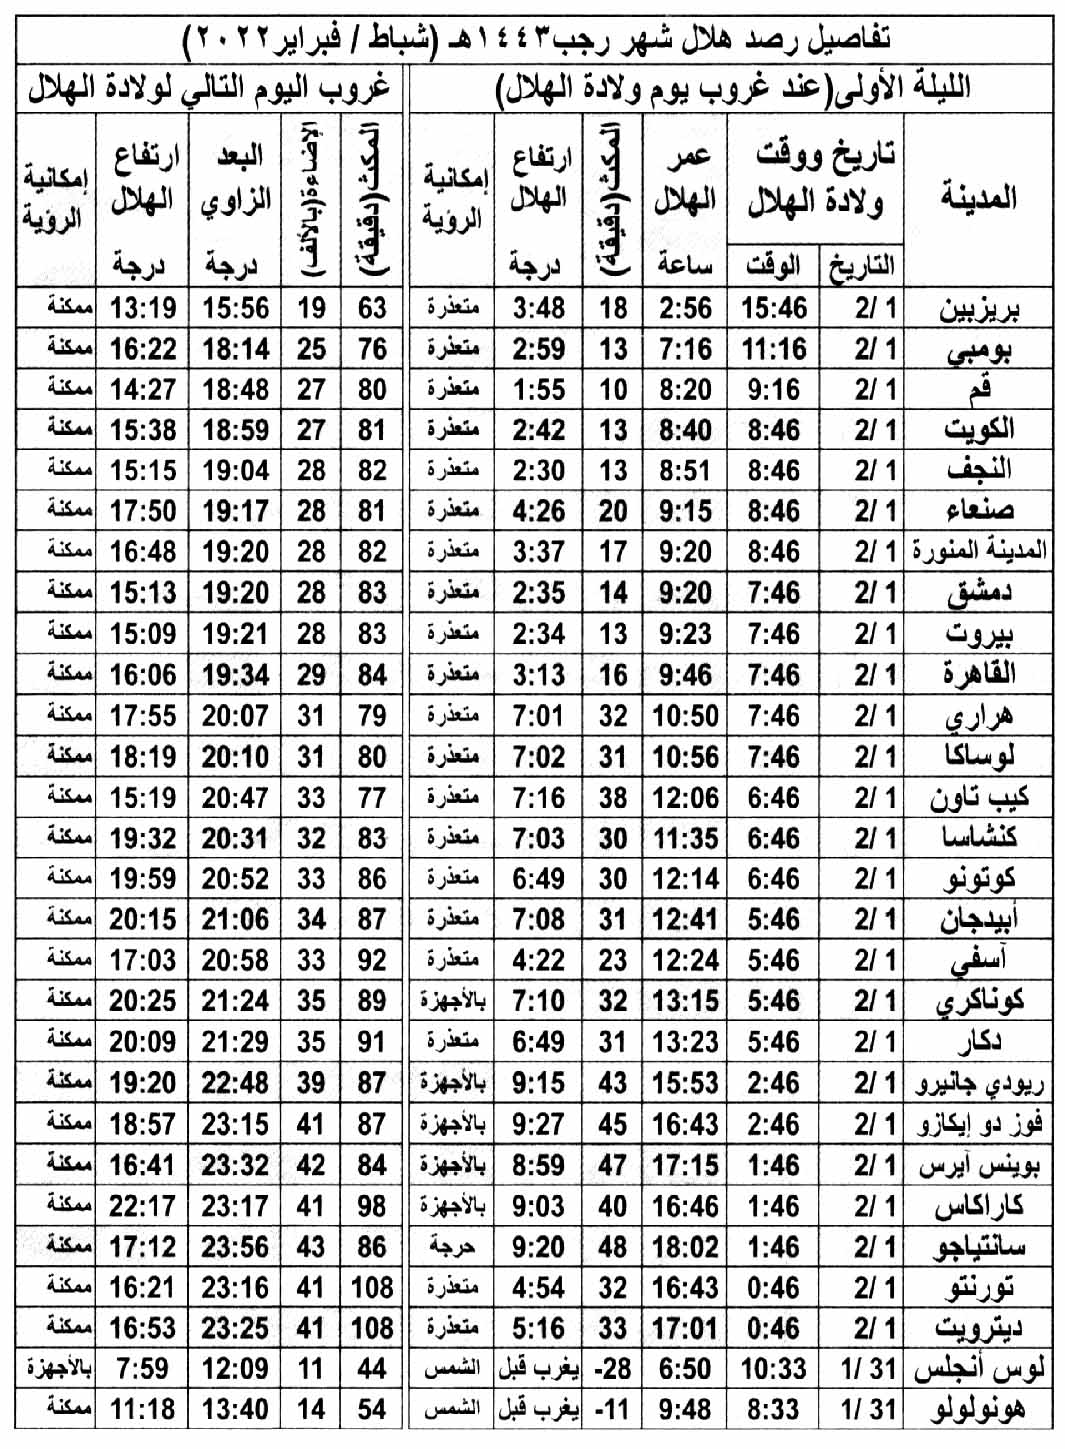 تفاصيل رصد هلال شهر رجب١٤٤٣هـ (شباط / فبراير٢٠٢٢)
الليلة الأولى(عند غروب يوم ولادة الهلال) غروب اليوم التالي لولادة الهلال
المدينة تاريخ ووقت ولادة الهلال عمر الهلال المكث(دقيقة) ارتفاع الهلال إمكانية الرؤية المكث(دقيقة) الإضاءة(بالألف) البعد الزاوي ارتفاع الهلال إمكانية الرؤية
التاريخ الوقت ساعة درجة درجة درجة
بريزبين 2/ 1 15:46 2:56 18 3:48 متعذرة 63 19 15:56 13:19 ممكنة
بومبي 2/ 1 11:16 7:16 13 2:59 متعذرة 76 25 18:14 16:22 ممكنة
قم 2/ 1 9:16 8:20 10 1:55 متعذرة 80 27 18:48 14:27 ممكنة
الكويت 2/ 1 8:46 8:40 13 2:42 متعذرة 81 27 18:59 15:38 ممكنة
النجف 2/ 1 8:46 8:51 13 2:30 متعذرة 82 28 19:04 15:15 ممكنة
صنعاء 2/ 1 8:46 9:15 20 4:26 متعذرة 81 28 19:17 17:50 ممكنة
المدينة المنورة 2/ 1 8:46 9:20 17 3:37 متعذرة 82 28 19:20 16:48 ممكنة
دمشق 2/ 1 7:46 9:20 14 2:35 متعذرة 83 28 19:20 15:13 ممكنة
بيروت 2/ 1 7:46 9:23 13 2:34 متعذرة 83 28 19:21 15:09 ممكنة
القاهرة 2/ 1 7:46 9:46 16 3:13 متعذرة 84 29 19:34 16:06 ممكنة
هراري 2/ 1 7:46 10:50 32 7:01 متعذرة 79 31 20:07 17:55 ممكنة
لوساكا 2/ 1 7:46 10:56 31 7:02 متعذرة 80 31 20:10 18:19 ممكنة
كيب تاون 2/ 1 6:46 12:06 38 7:16 متعذرة 77 33 20:47 15:19 ممكنة
كنشاسا 2/ 1 6:46 11:35 30 7:03 متعذرة 83 32 20:31 19:32 ممكنة
كوتونو 2/ 1 6:46 12:14 30 6:49 متعذرة 86 33 20:52 19:59 ممكنة
أبيدجان 2/ 1 5:46 12:41 31 7:08 متعذرة 87 34 21:06 20:15 ممكنة
آسفي 2/ 1 5:46 12:24 23 4:22 متعذرة 92 33 20:58 17:03 ممكنة
كوناكري 2/ 1 5:46 13:15 32 7:10 بالأجهزة 89 35 21:24 20:25 ممكنة
دكار 2/ 1 5:46 13:23 31 6:49 متعذرة 91 35 21:29 20:09 ممكنة
ريودي جانيرو 2/ 1 2:46 15:53 43 9:15 بالأجهزة 87 39 22:48 19:20 ممكنة
فوز دو إيكازو 2/ 1 2:46 16:43 45 9:27 بالأجهزة 87 41 23:15 18:57 ممكنة
بوينس آيرس 2/ 1 1:46 17:15 47 8:59 بالأجهزة 84 42 23:32 16:41 ممكنة
كاراكاس 2/ 1 1:46 16:46 40 9:03 بالأجهزة 98 41 23:17 22:17 ممكنة
سانتياجو 2/ 1 1:46 18:02 48 9:20 حرجة 86 43 23:56 17:12 ممكنة
تورنتو 2/ 1 0:46 16:43 32 4:54 متعذرة 108 41 23:16 16:21 ممكنة
ديترويت 2/ 1 0:46 17:01 33 5:16 متعذرة 108 41 23:25 16:53 ممكنة
لوس أنجلس 1/ 31 10:33 6:50 -28 يغرب قبل الشمس 44 11 12:09 7:59 بالأجهزة
هونولولو 1/ 31 8:33 9:48 -11 يغرب قبل الشمس 54 14 13:40 11:18 ممكنة